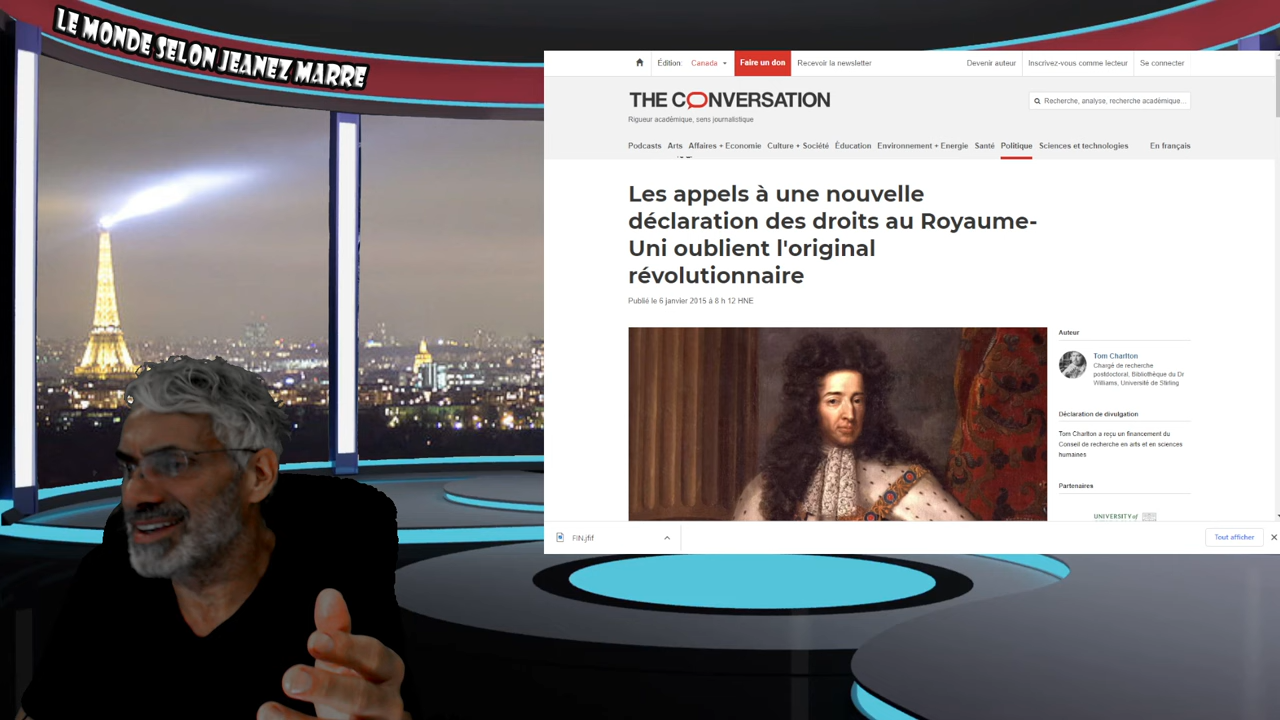 LE MONDE SELON JEANEZ MARRE
Édition: Canada
Faire un don
Recevoir la newsletter
Devenir auteur
Inscrivez-vous comme lecteur
Se connecter
THE CONVERSATION
Rigueur académique, sens journalistique
Recherche, analyse, recherche académique...
Podcasts Arts Affaires + Economie Culture + Société Éducation Environnement + Energie Santé Politique Sciences et technologies En français
Les appels à une nouvelle
déclaration des droits au Royaume-
Uni oublient l'original
révolutionnaire
Publié le 6 janvier 2015 à 8 h 12 HNE
Auteur
Tom Charlton
Chargé de recherche
postdoctoral, Bibliothèque du Dr
Williams, Université de Stirling
Déclaration de divulgation
Tom Charlton a reçu un financement du
Conseil de recherche en arts et en sciences
humaines
Partenaires
UNIVERSITY of
FIN.jfif
Tout afficher